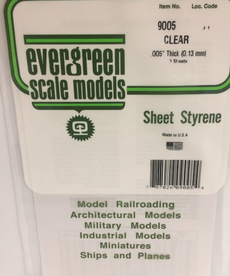 Item No. Loc. Code
9005 J-1
CLEAR
.005" Thick (0.13 mm)
evergreen
scale models
Sheet Styrene
Made in U.S.A
Model Railroading
Architectural Models
Military Models
Industrial Models
Miniatures
Ships and Planes